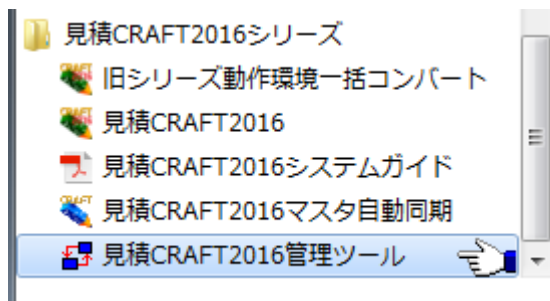 見積CRAFT2016シリーズ
旧シリーズ動作環境一括コンバート
見積CRAFT2016
見積CRAFT2016システムガイド
見積CRAFT2016マスタ自動同期
見積CRAFT2016管理ツール